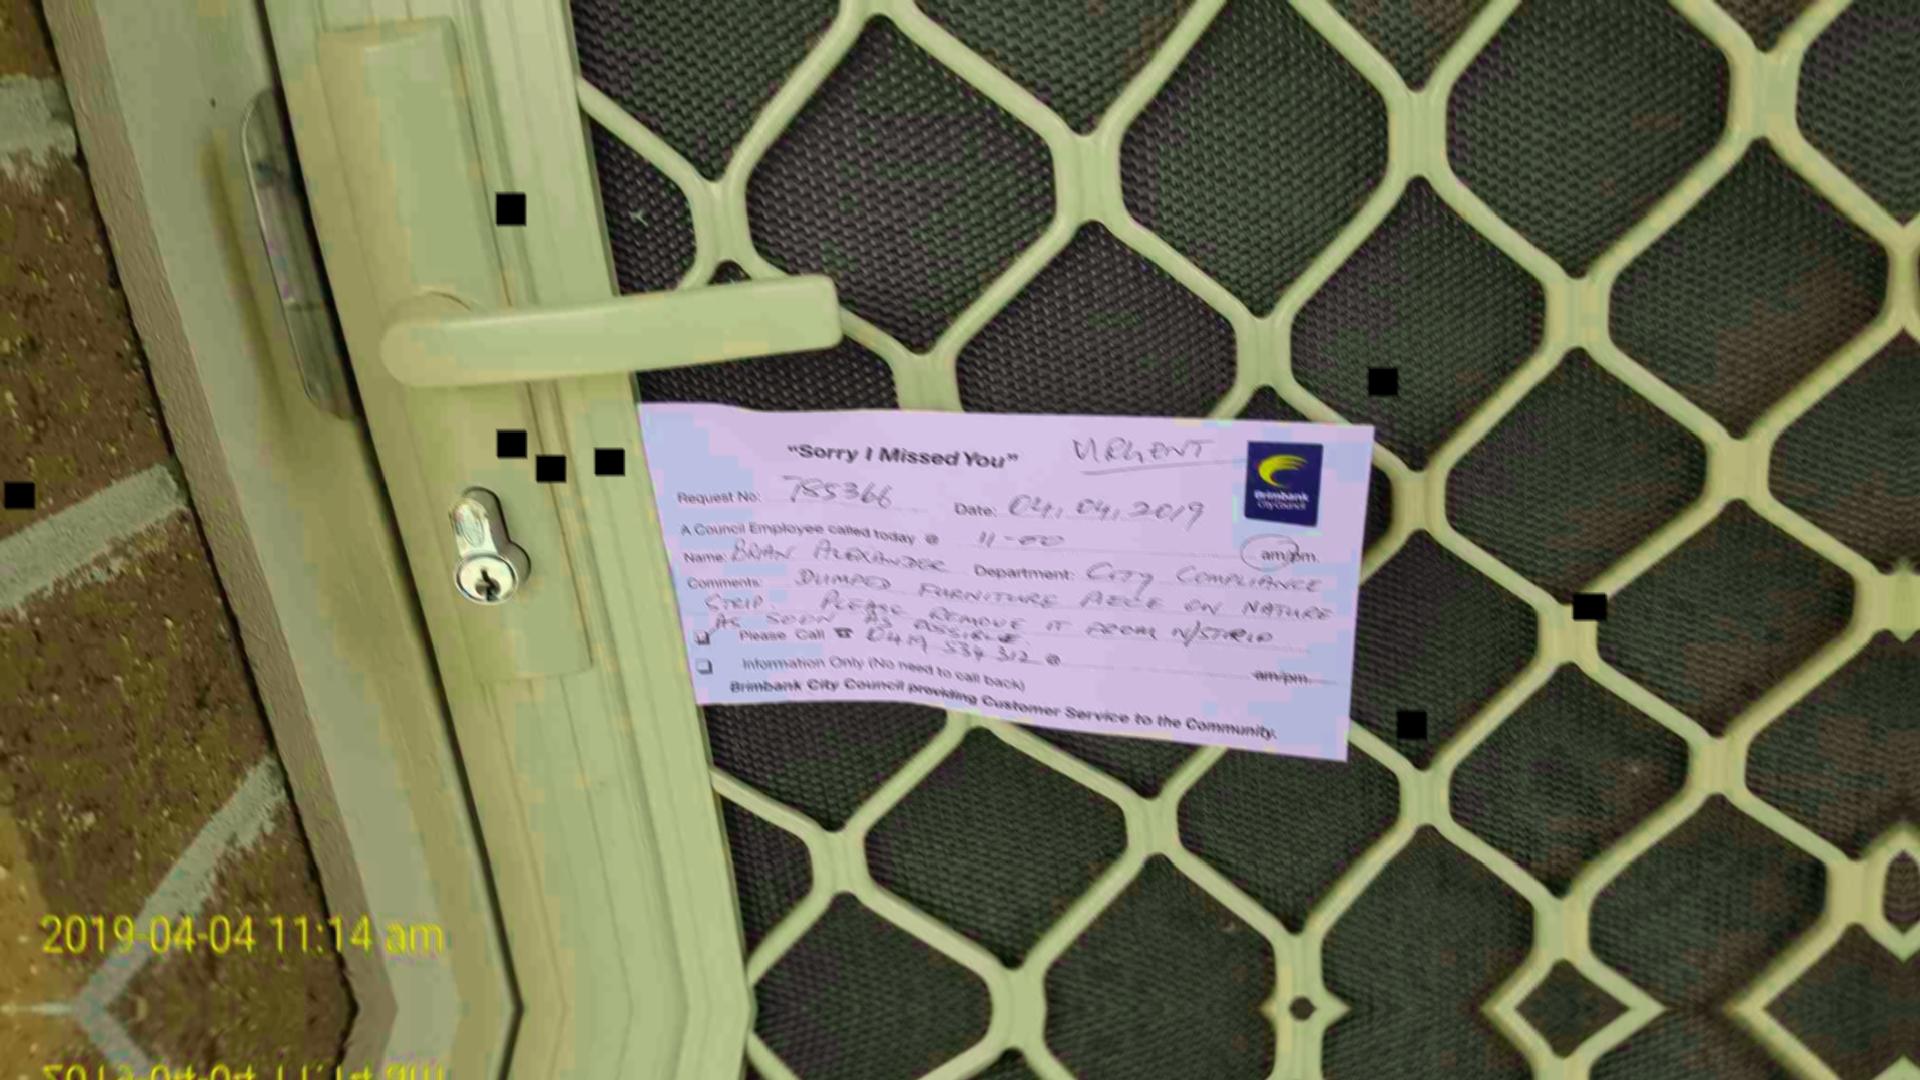 "Sorry I Missed You" URGENT
Brimbank
City Council
Request No: 785366 Date: 04, 04, 2019
A Council Employee called today @ 11-00 am/pm.
Name: BRIAN ALEXANDER Department: CITY COMPLIANCE
Comments: DUMPED FURNITURE PIECE ON NATURE
STRIP. PLEASE REMOVE IT FROM N/STRIP
AS SOON AS POSSIBLE.
Please Call ☎ 0419 534 312 @ am/pm.
Information Only (No need to call back)
Brimbank City Council providing Customer Service to the Community.
2019-04-04 11:14 am